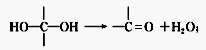 HO—C—OH ⟶ C=O + H₂O